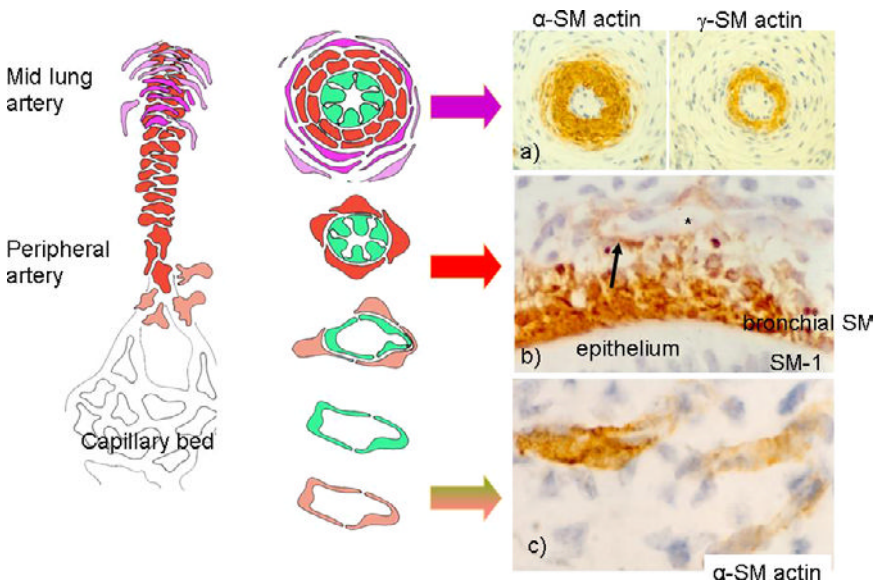 α-SM actin
γ-SM actin
Mid lung
artery
a)
*
Peripheral
artery
bronchial SM
b)
epithelium
SM-1
Capillary bed
c)
α-SM actin